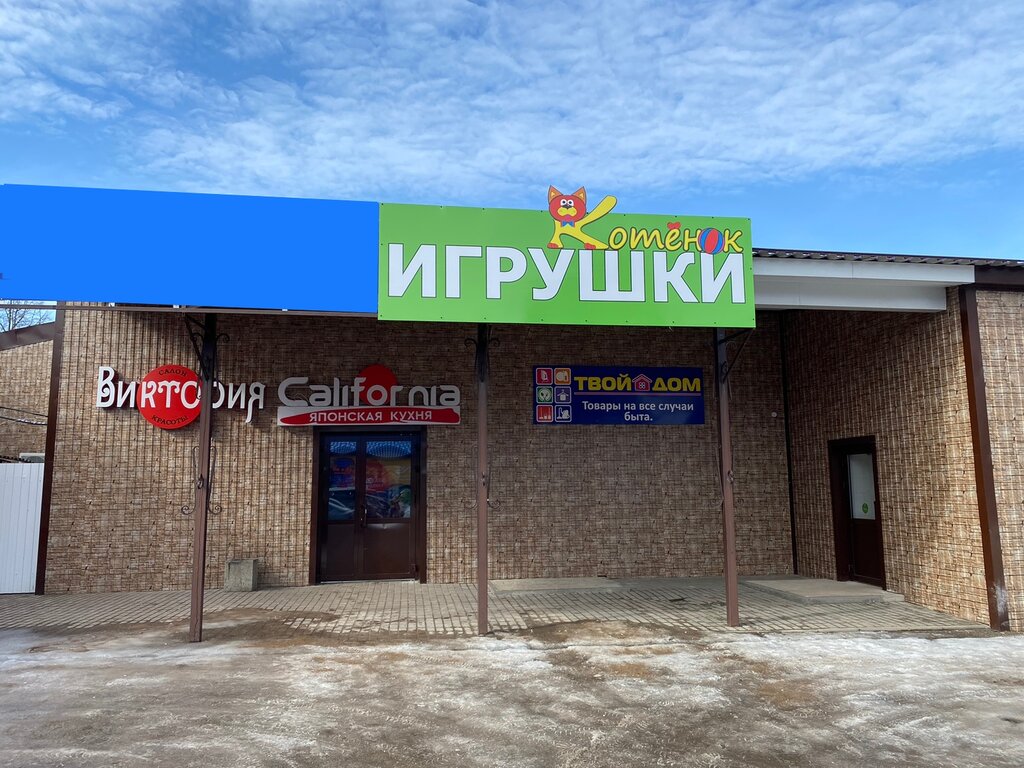 Котёнок
ИГРУШКИ
САЛОН
Виктория
КРАСОТЫ
California
ЯПОНСКАЯ КУХНЯ
ТВОЙ ДОМ
Товары на все случаи
быта.